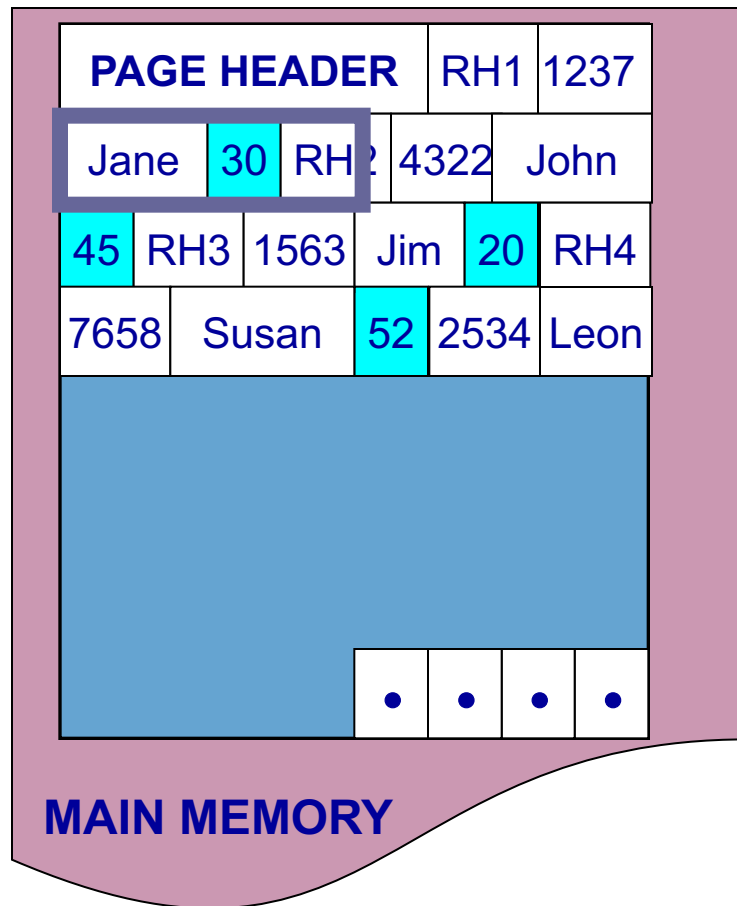 PAGE HEADER RH1 1237
Jane 30 RH2 4322 John
45 RH3 1563 Jim 20 RH4
7658 Susan 52 2534 Leon
MAIN MEMORY